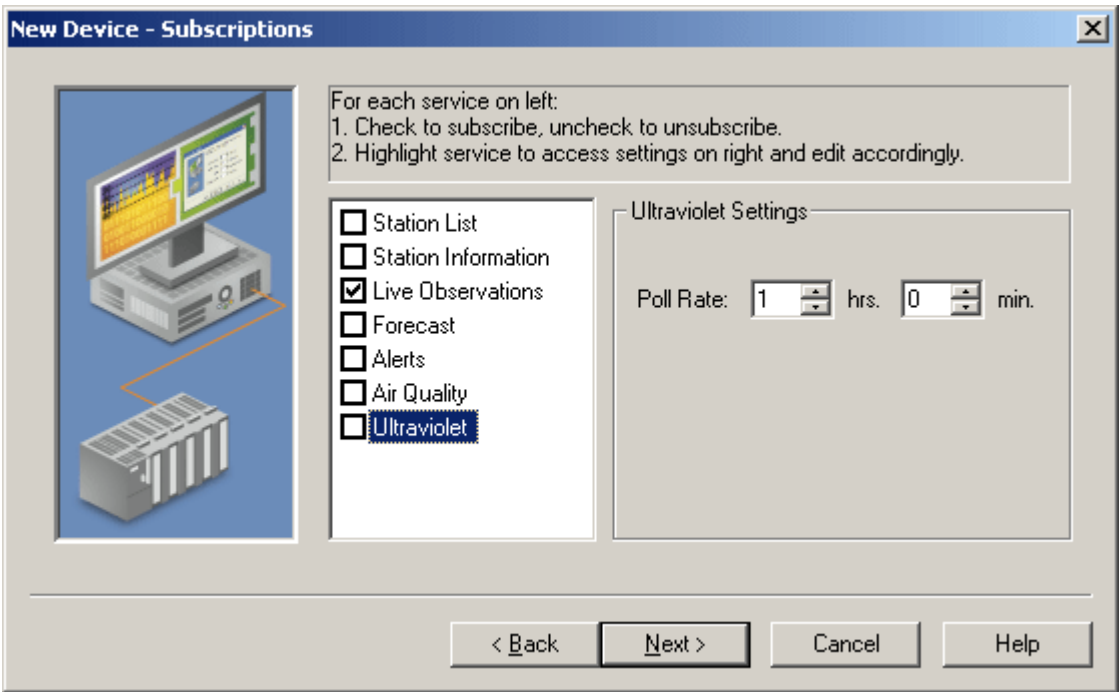 New Device - Subscriptions
For each service on left:
1. Check to subscribe, uncheck to unsubscribe.
2. Highlight service to access settings on right and edit accordingly.
Station List
Station Information
Live Observations
Forecast
Alerts
Air Quality
Ultraviolet
Ultraviolet Settings
Poll Rate: 1 hrs. 0 min.
< Back Next > Cancel Help